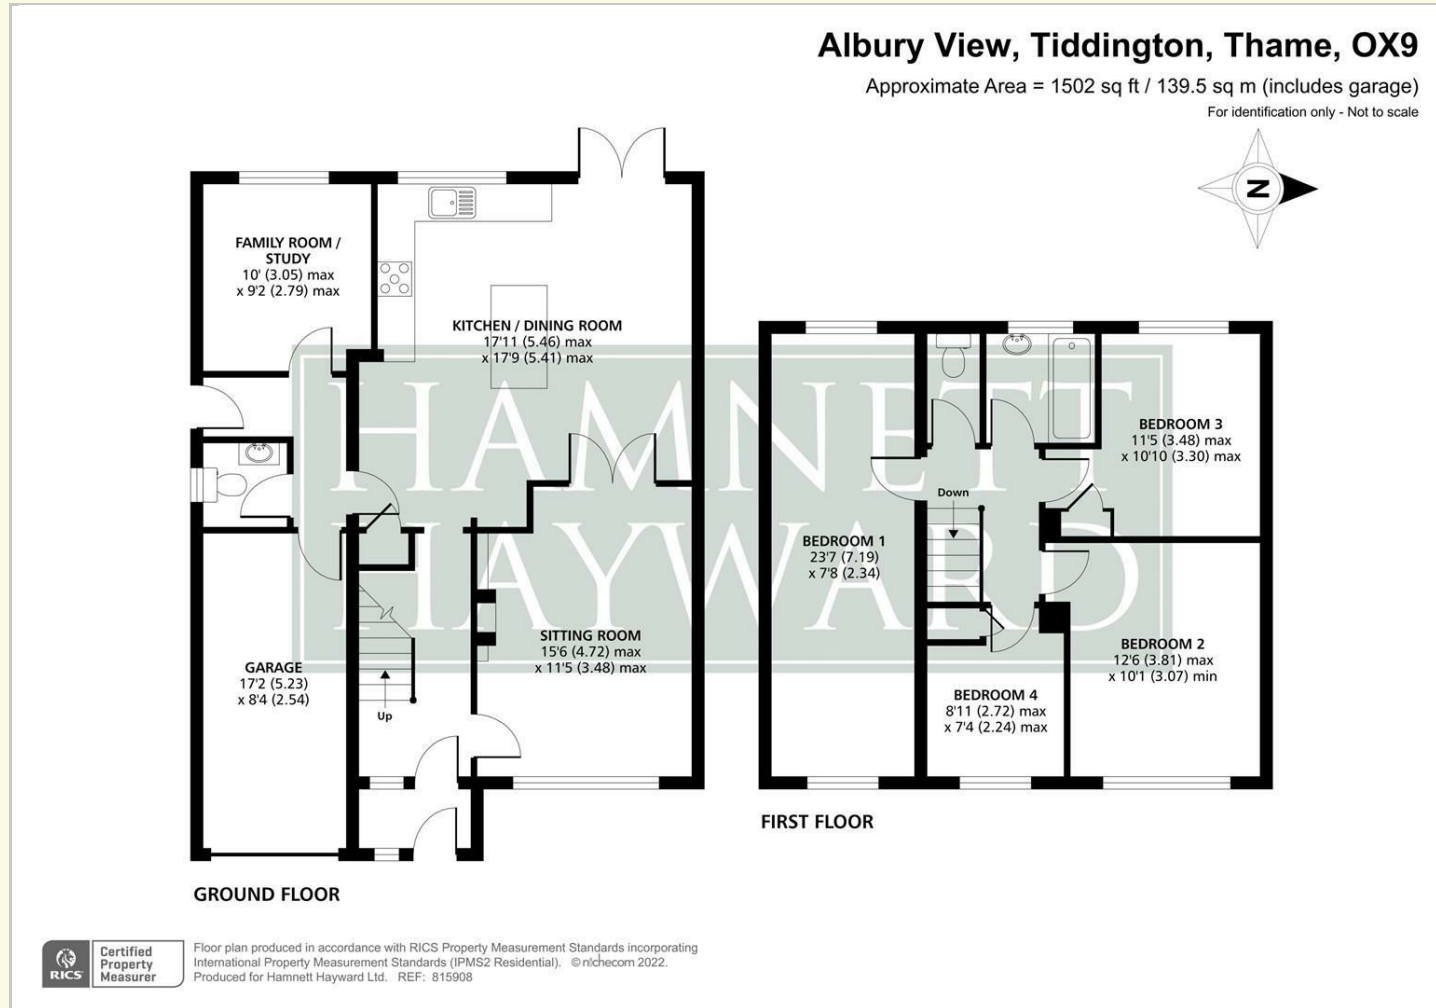 Albury View, Tiddington, Thame, OX9
Approximate Area = 1502 sq ft / 139.5 sq m (includes garage)
For identification only - Not to scale
N
FAMILY ROOM /
STUDY
10' (3.05) max
x 9'2 (2.79) max
KITCHEN / DINING ROOM
17'11 (5.46) max
x 17'9 (5.41) max
HAMNETT
HAYWARD
SITTING ROOM
15'6 (4.72) max
x 11'5 (3.48) max
GARAGE
17'2 (5.23)
x 8'4 (2.54)
Up
GROUND FLOOR
BEDROOM 3
11'5 (3.48) max
x 10'10 (3.30) max
Down
BEDROOM 1
23'7 (7.19)
x 7'8 (2.34)
BEDROOM 2
12'6 (3.81) max
x 10'1 (3.07) min
BEDROOM 4
8'11 (2.72) max
x 7'4 (2.24) max
FIRST FLOOR
RICS
Certified
Property
Measurer
Floor plan produced in accordance with RICS Property Measurement Standards incorporating
International Property Measurement Standards (IPMS2 Residential). © nichecom 2022.
Produced for Hamnett Hayward Ltd. REF: 815908